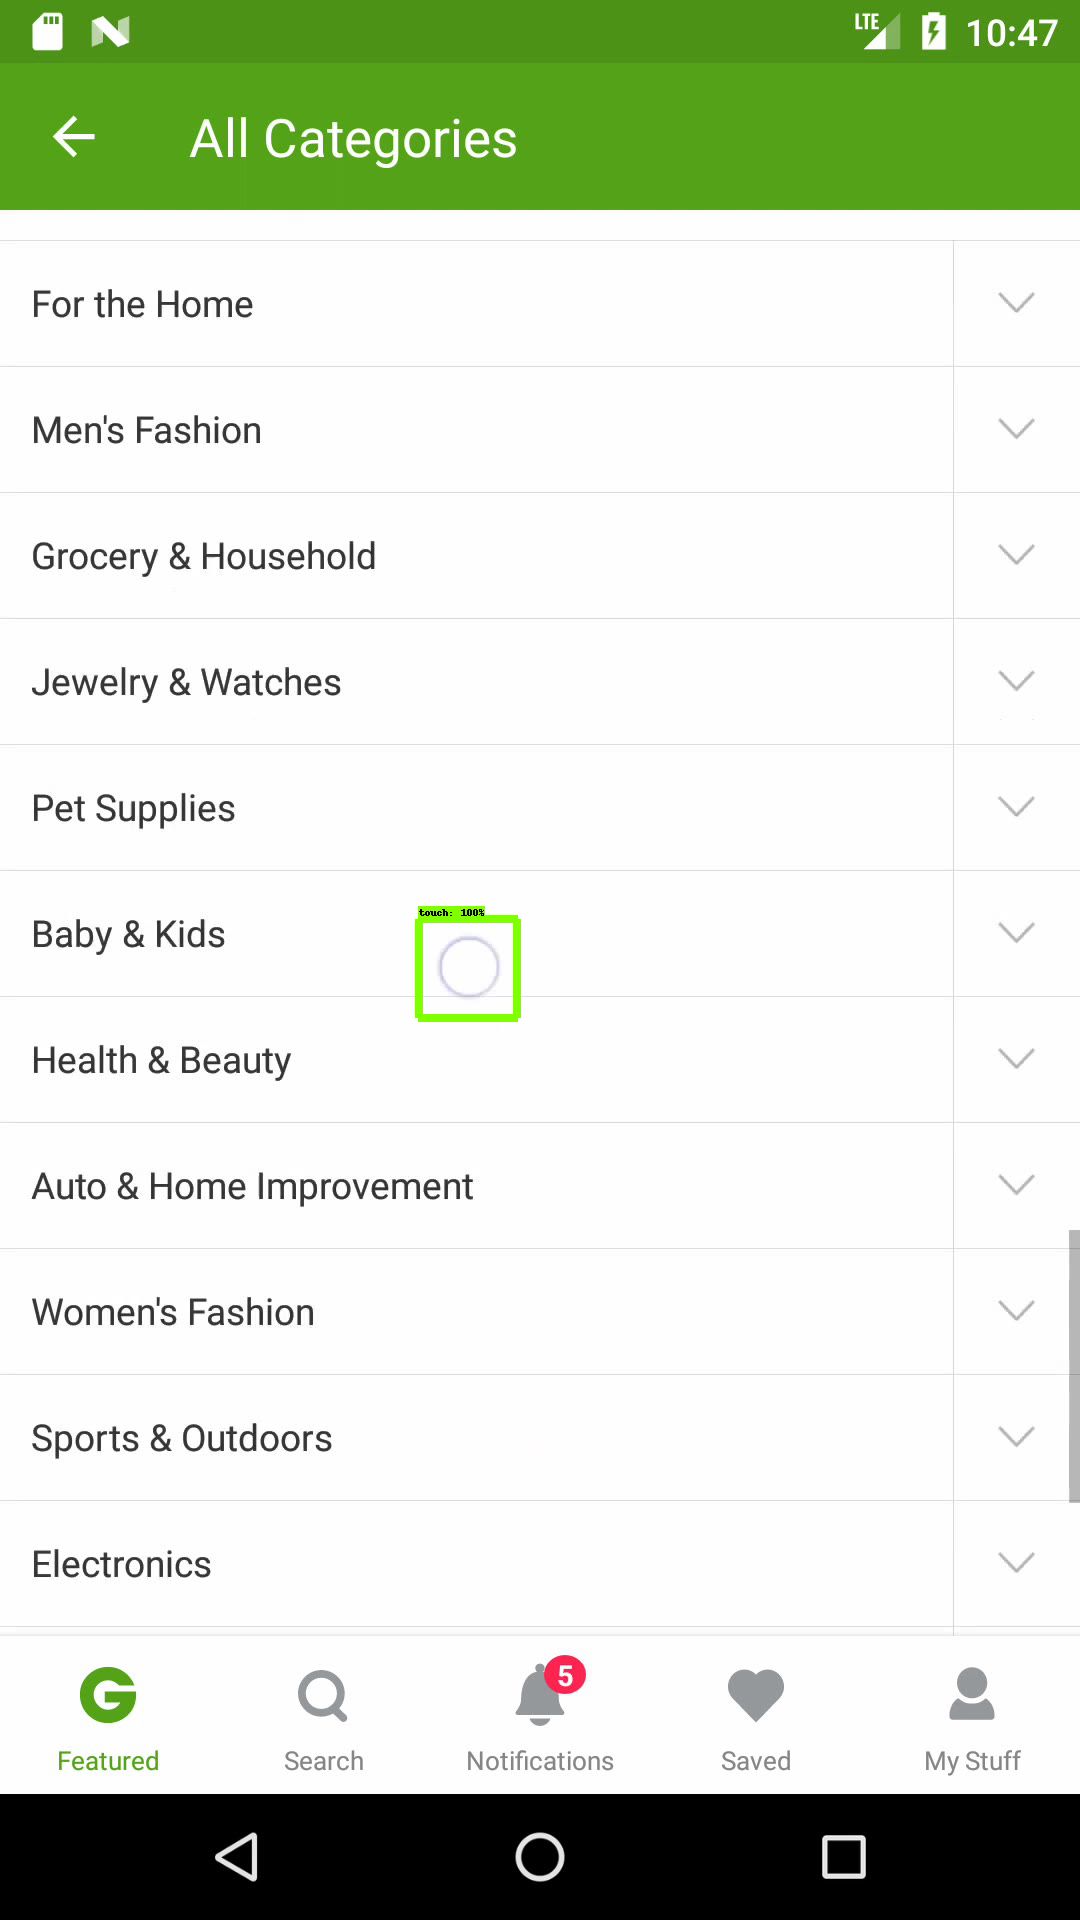 LTE 10:47
All Categories
For the Home
Men's Fashion
Grocery & Household
Jewelry & Watches
Pet Supplies
touch: 100%
Baby & Kids
Health & Beauty
Auto & Home Improvement
Women's Fashion
Sports & Outdoors
Electronics
5
Featured Search Notifications Saved My Stuff